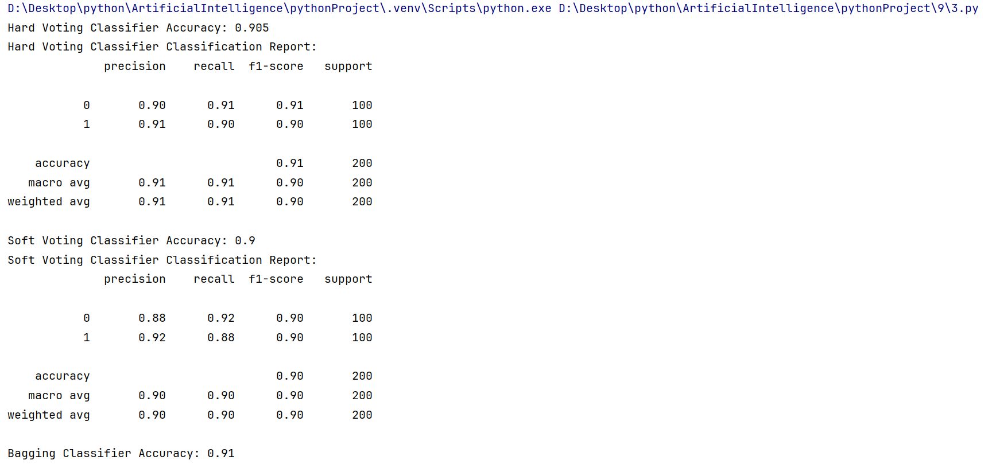 D:\Desktop\python\ArtificialIntelligence\pythonProject\.venv\Scripts\python.exe D:\Desktop\python\ArtificialIntelligence\pythonProject\9\3.py
Hard Voting Classifier Accuracy: 0.905
Hard Voting Classifier Classification Report:
              precision    recall  f1-score   support

           0       0.90      0.91      0.91       100
           1       0.91      0.90      0.90       100

    accuracy                           0.91       200
   macro avg       0.91      0.91      0.90       200
weighted avg       0.91      0.91      0.90       200

Soft Voting Classifier Accuracy: 0.9
Soft Voting Classifier Classification Report:
              precision    recall  f1-score   support

           0       0.88      0.92      0.90       100
           1       0.92      0.88      0.90       100

    accuracy                           0.90       200
   macro avg       0.90      0.90      0.90       200
weighted avg       0.90      0.90      0.90       200

Bagging Classifier Accuracy: 0.91